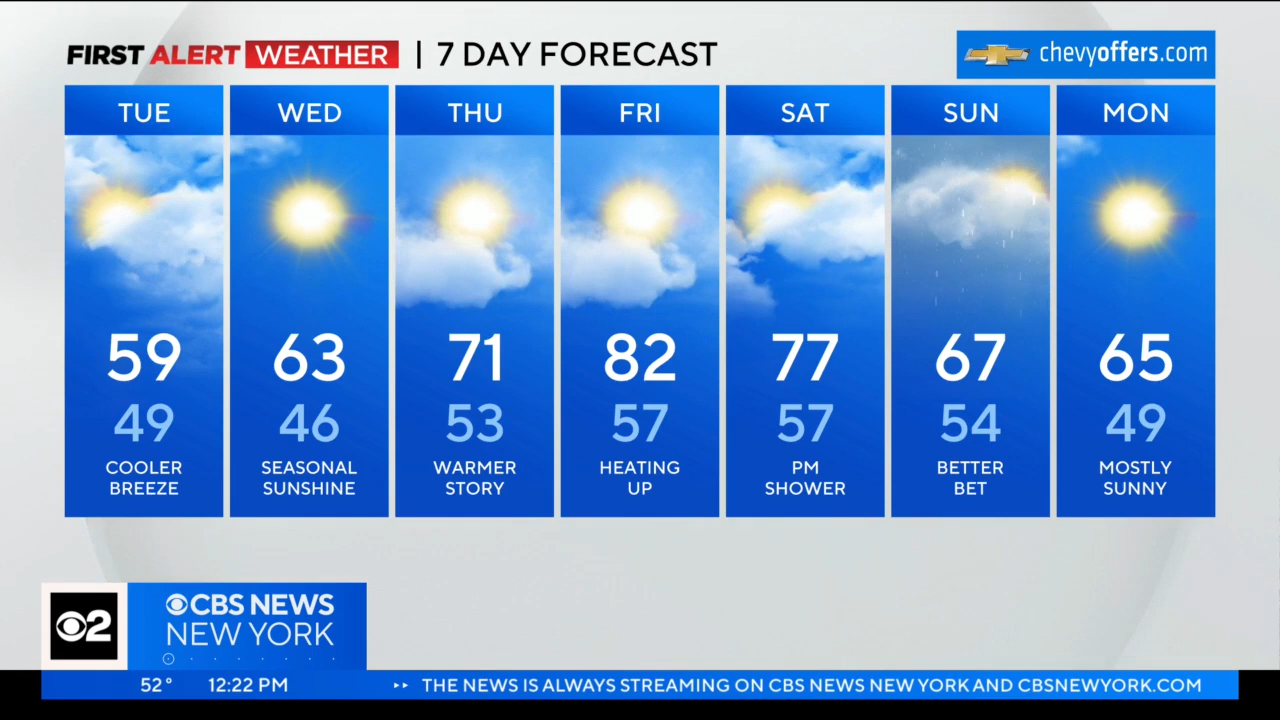 FIRST ALERT WEATHER | 7 DAY FORECAST
chevyoffers.com
TUE
59
49
COOLER
BREEZE
WED
63
46
SEASONAL
SUNSHINE
THU
71
53
WARMER
STORY
FRI
82
57
HEATING
UP
SAT
77
57
PM
SHOWER
SUN
67
54
BETTER
BET
MON
65
49
MOSTLY
SUNNY
2
CBS NEWS
NEW YORK
52° 12:22 PM THE NEWS IS ALWAYS STREAMING ON CBS NEWS NEW YORK AND CBSNEWYORK.COM